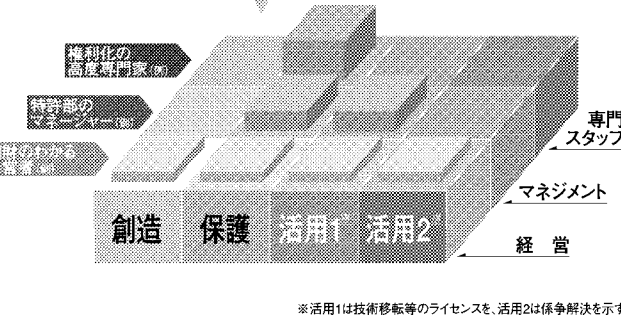 権利化の
高度専門家(例)
特許部の
マネージャー(例)
財のわかる
専門
スタッフ
マネジメント
経 営
創造
保護
活用1※
活用2※
※活用1は技術移転等のライセンスを、活用2は係争解決を示す